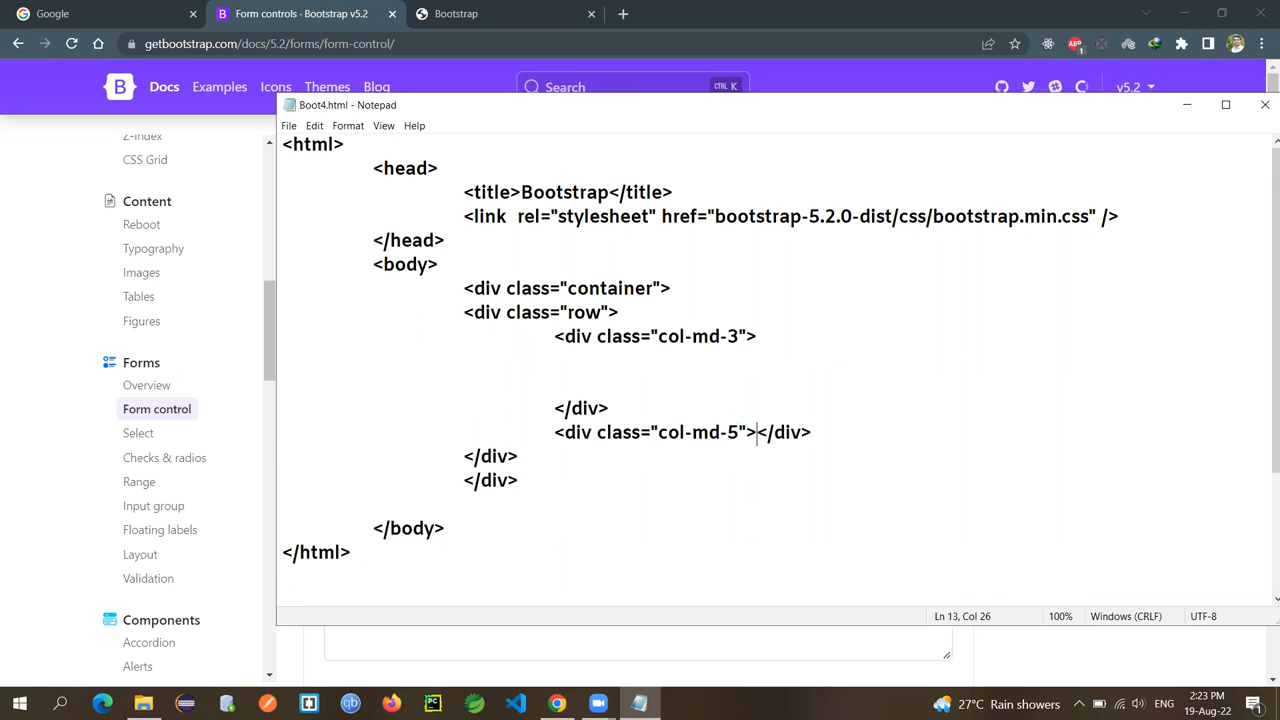 Google
Form controls · Bootstrap v5.2
Bootstrap
getbootstrap.com/docs/5.2/forms/form-control/
ABP
1
B
Docs
Examples
Icons
Themes
Blog
Search
CTRL K
v5.2
Boot4.html - Notepad
File
Edit
Format
View
Help
Z-index
CSS Grid
Content
Reboot
Typography
Images
Tables
Figures
Forms
Overview
Form control
Select
Checks & radios
Range
Input group
Floating labels
Layout
Validation
Components
Accordion
Alerts
<html>
<head>
<title>Bootstrap</title>
<link  rel="stylesheet" href="bootstrap-5.2.0-dist/css/bootstrap.min.css" />
</head>
<body>
<div class="container">
<div class="row">
<div class="col-md-3">
</div>
<div class="col-md-5"></div>
</div>
</div>
</body>
</html>
Ln 13, Col 26
100%
Windows (CRLF)
UTF-8
qb
PC
27°C Rain showers
ENG
2:23 PM
19-Aug-22
1